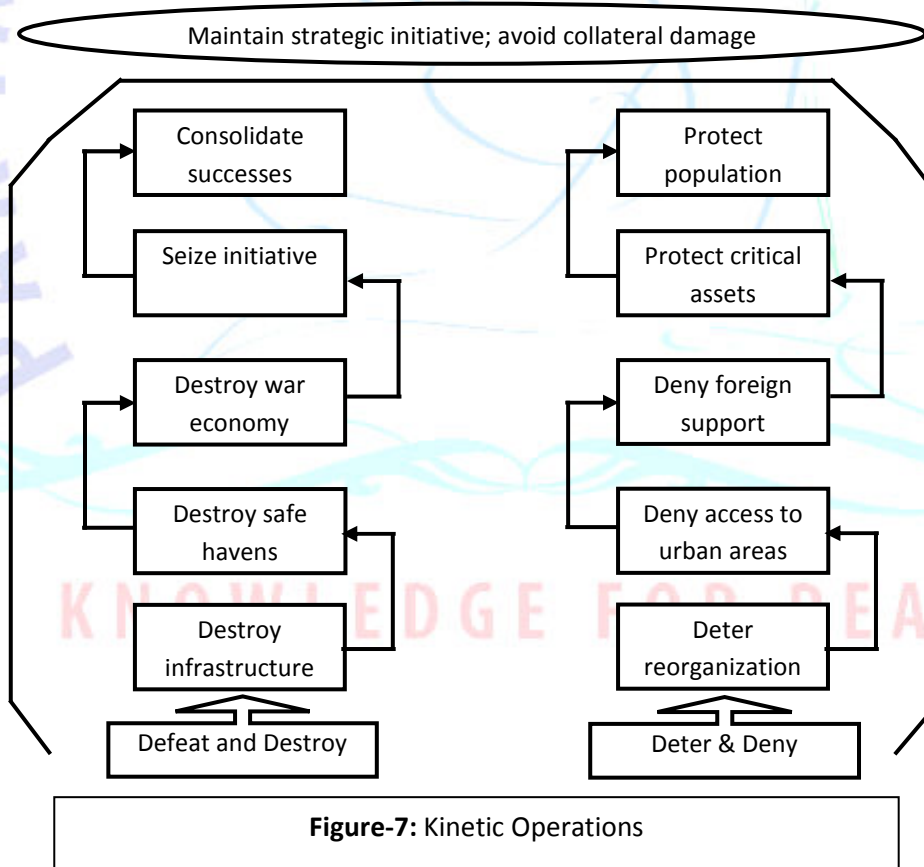 Maintain strategic initiative; avoid collateral damage
Consolidate
successes
Protect
population
Seize initiative
Protect critical
assets
Destroy war
economy
Deny foreign
support
Destroy safe
havens
Deny access to
urban areas
KNOWLEDGE FOR PEA
Destroy
infrastructure
Deter
reorganization
Defeat and Destroy
Deter & Deny
Figure-7: Kinetic Operations